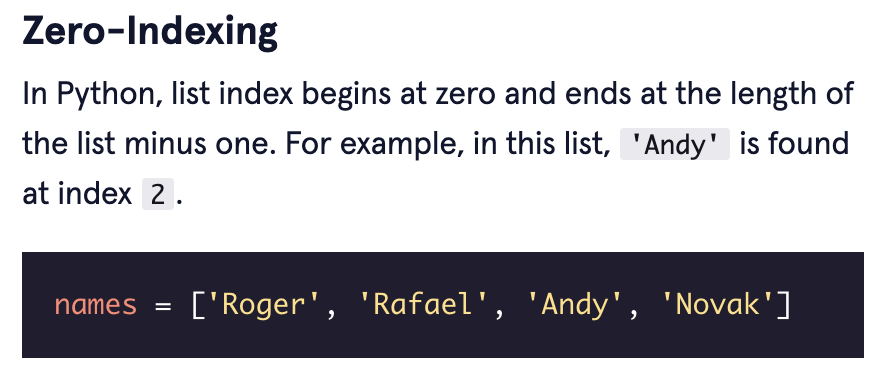 Zero-Indexing
In Python, list index begins at zero and ends at the length of
the list minus one. For example, in this list, 'Andy' is found
at index 2.
names = ['Roger', 'Rafael', 'Andy', 'Novak']